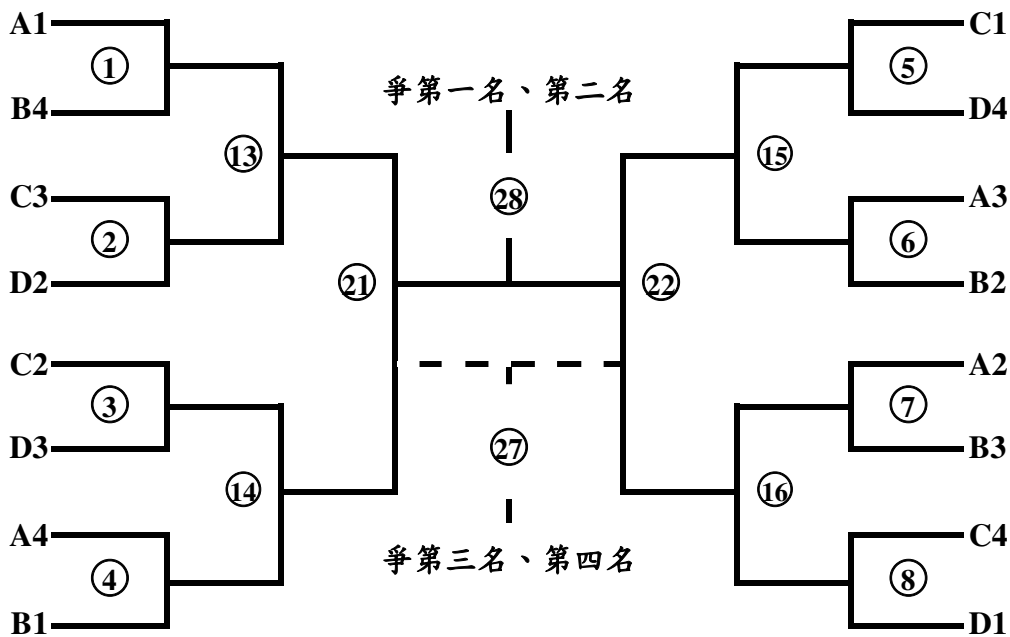 A1
①
B4
⑬
C3
②
D2
㉑
C2
③
D3
⑭
A4
④
B1
爭第一名、第二名
㉘
㉗
爭第三名、第四名
C1
⑤
D4
⑮
A3
⑥
B2
㉒
A2
⑦
B3
⑯
C4
⑧
D1